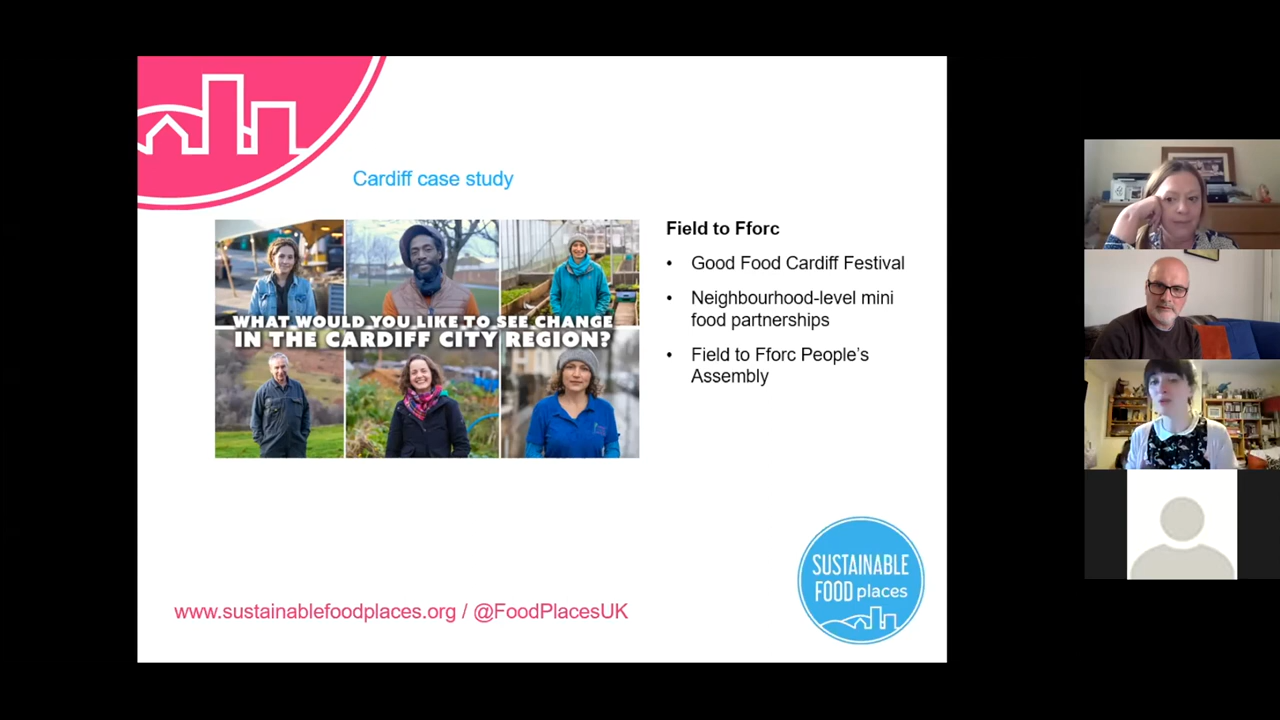 Cardiff case study
WHAT WOULD YOU LIKE TO SEE CHANGE
IN THE CARDIFF CITY REGION?
Field to Fforc
• Good Food Cardiff Festival
• Neighbourhood-level mini
food partnerships
• Field to Fforc People’s
Assembly
SUSTAINABLE
FOOD places
www.sustainablefoodplaces.org / @FoodPlacesUK